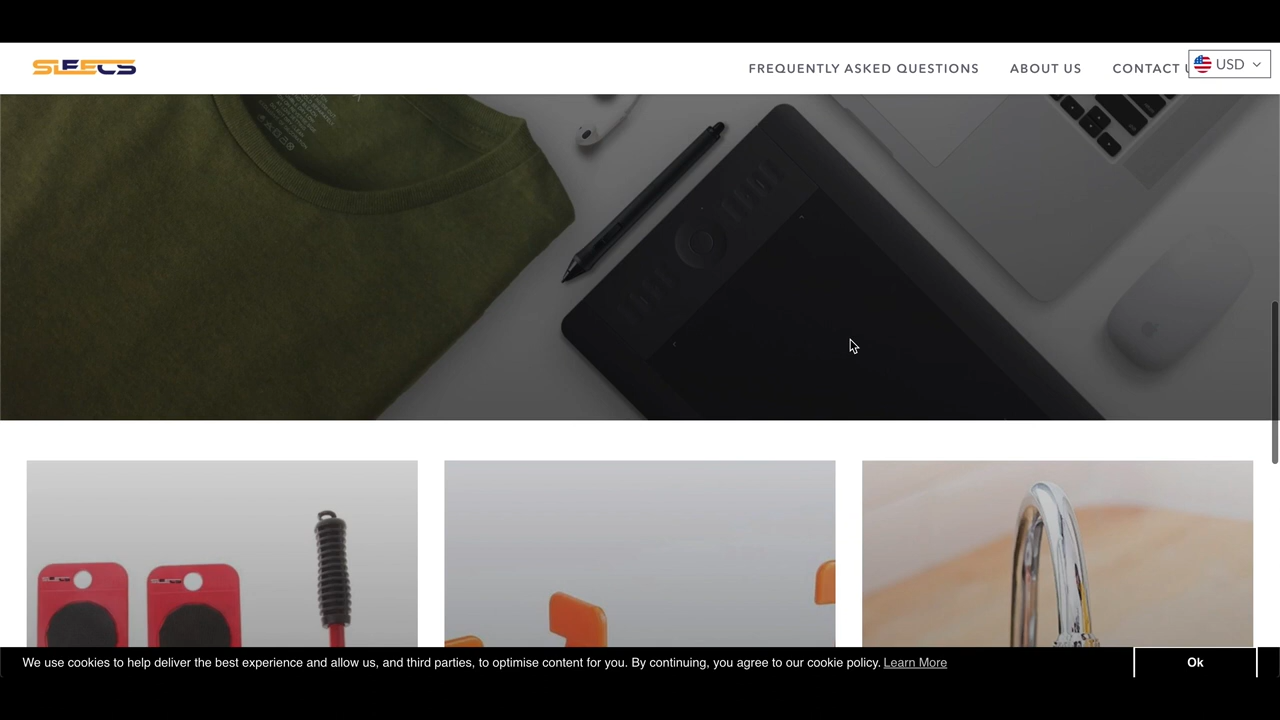 SLEECS
FREQUENTLY ASKED QUESTIONS
ABOUT US
CONTACT
USD
We use cookies to help deliver the best experience and allow us, and third parties, to optimise content for you. By continuing, you agree to our cookie policy. Learn More
Ok